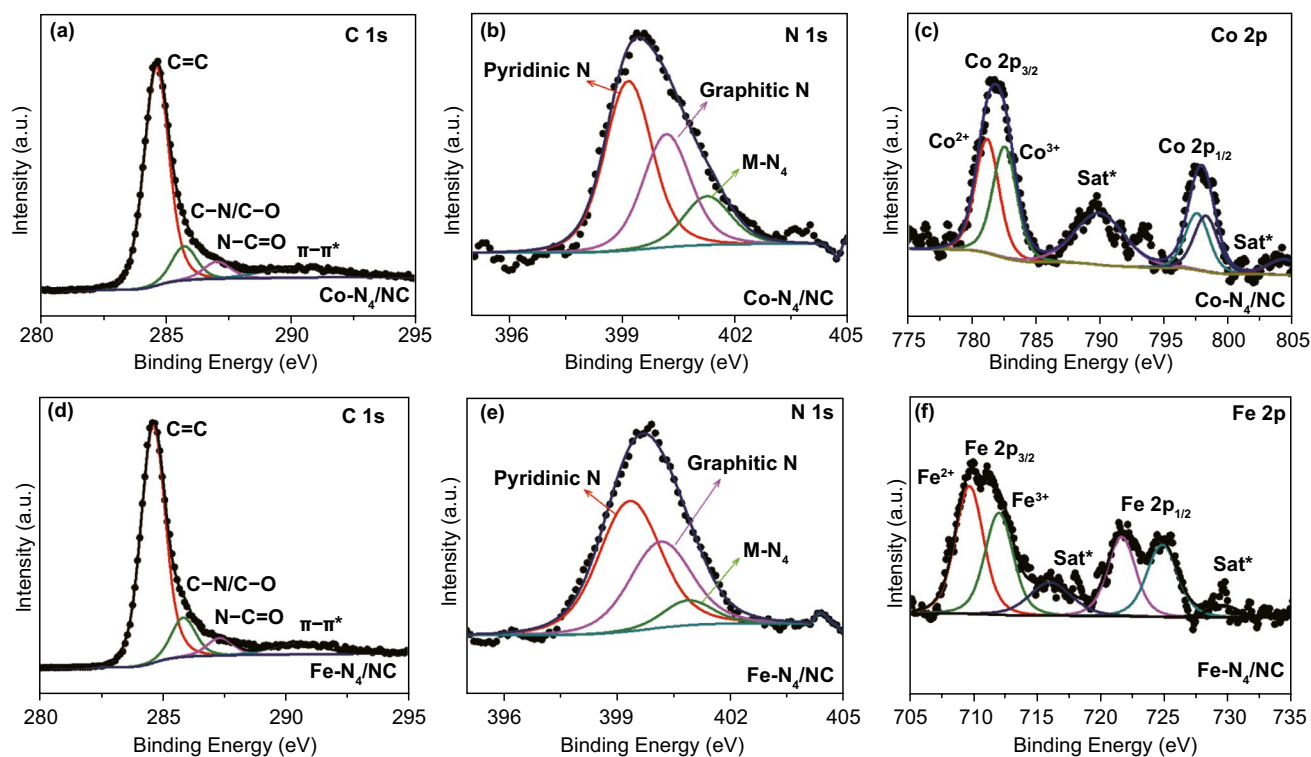 (a)
C 1s
C=C
C–N/C–O
N–C=O
π–π*
Co-N4/NC
Intensity (a.u.)
280
285
290
295
Binding Energy (eV)
(b)
N 1s
Pyridinic N
Graphitic N
M-N4
Co-N4/NC
Intensity (a.u.)
396
399
402
405
Binding Energy (eV)
(c)
Co 2p
Co 2p3/2
Co2+
Co3+
Sat*
Co 2p1/2
Sat*
Co-N4/NC
Intensity (a.u.)
775
780
785
790
795
800
805
Binding Energy (eV)
(d)
C 1s
C=C
C–N/C–O
N–C=O
π–π*
Fe-N4/NC
Intensity (a.u.)
280
285
290
295
Binding Energy (eV)
(e)
N 1s
Pyridinic N
Graphitic N
M-N4
Fe-N4/NC
Intensity (a.u.)
396
399
402
405
Binding Energy (eV)
(f)
Fe 2p
Fe 2p3/2
Fe2+
Fe3+
Sat*
Fe 2p1/2
Sat*
Fe-N4/NC
Intensity (a.u.)
705
710
715
720
725
730
735
Binding Energy (eV)